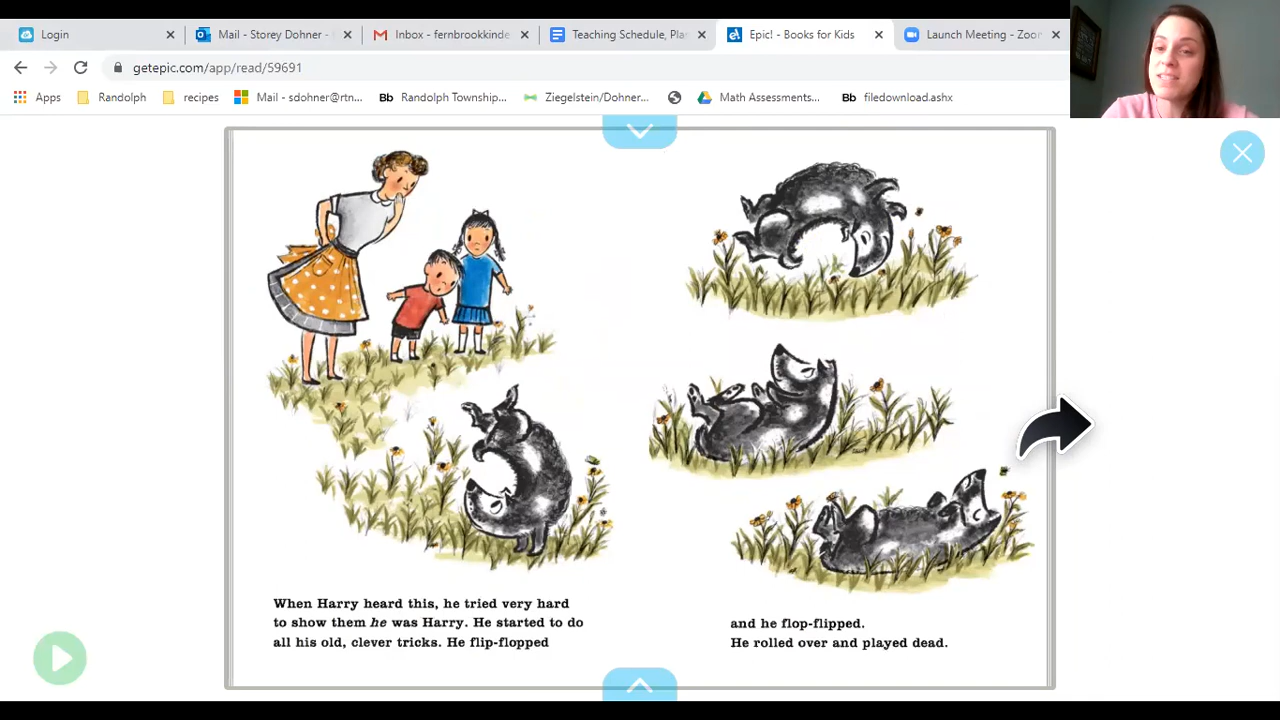 Login
Mail - Storey Dohner -
Inbox - fernbrookkinde
Teaching Schedule, Pla
Epic! - Books for Kids
Launch Meeting - Zoo
getepic.com/app/read/59691
Apps
Randolph
recipes
Mail - sdohner@rtn...
Bb Randolph Township...
Ziegelstein/Dohner...
Math Assessments...
Bb filedownload.ashx
When Harry heard this, he tried very hard
to show them he was Harry. He started to do
all his old, clever tricks. He flip-flopped
and he flop-flipped.
He rolled over and played dead.